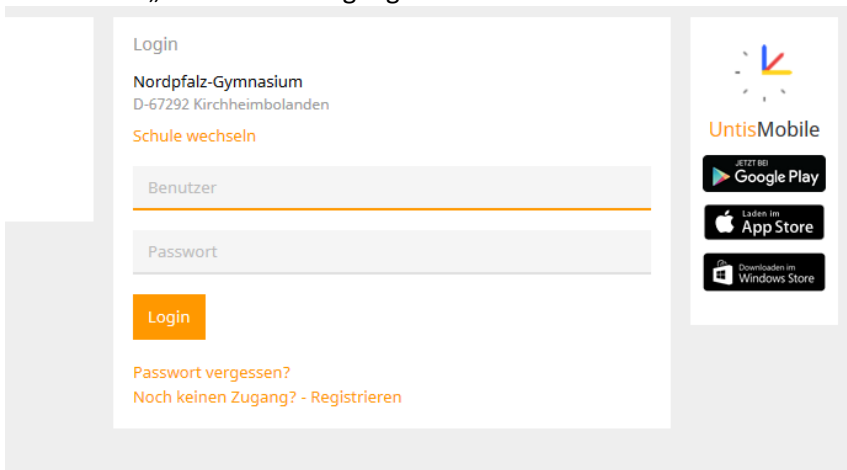 Login
Nordpfalz-Gymnasium
D-67292 Kirchheimbolanden
Schule wechseln
Benutzer
Passwort
Login
Passwort vergessen?
Noch keinen Zugang? - Registrieren
UntisMobile
JETZT BEI
Google Play
Laden im
App Store
Downloaden im
Windows Store